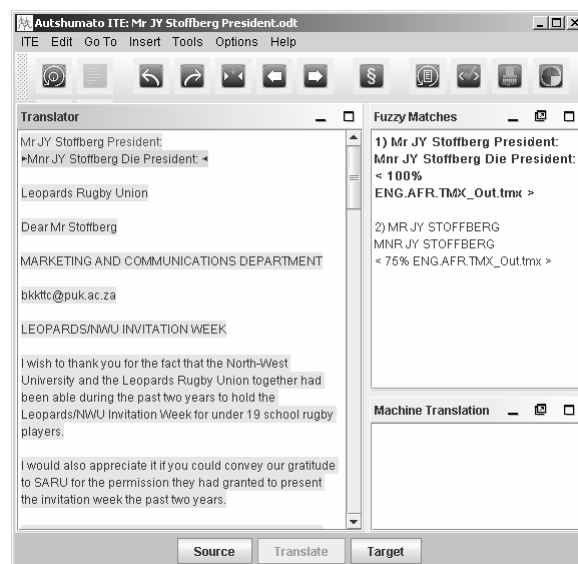 Autshumato ITE: Mr JY Stoffberg President.odt
ITE Edit Go To Insert Tools Options Help
§
Translator
Mr JY Stoffberg President:
▸Mnr JY Stoffberg Die President: ◂
Leopards Rugby Union
Dear Mr Stoffberg
MARKETING AND COMMUNICATIONS DEPARTMENT
bkkttc@puk.ac.za
LEOPARDS/NWU INVITATION WEEK
I wish to thank you for the fact that the North-West
University and the Leopards Rugby Union together had
been able during the past two years to hold the
Leopards/NWU Invitation Week for under 19 school rugby
players.
I would also appreciate it if you could convey our gratitude
to SARU for the permission they had granted to present
the invitation week the past two years.
Fuzzy Matches
1) Mr JY Stoffberg President:
Mnr JY Stoffberg Die President:
< 100%
ENG.AFR.TMX_Out.tmx >
2) MR JY STOFFBERG
MNR JY STOFFBERG
< 75% ENG.AFR.TMX_Out.tmx >
Machine Translation
Source Translate Target